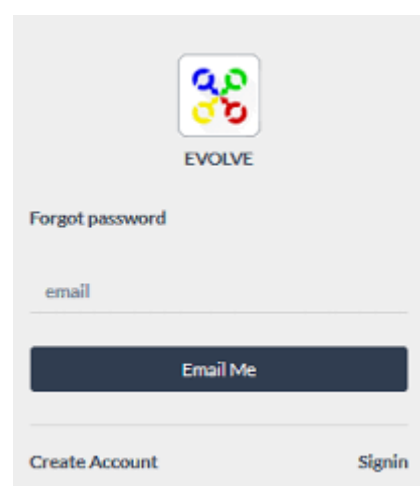 EVOLVE
Forgot password
email
Email Me
Create Account Signin